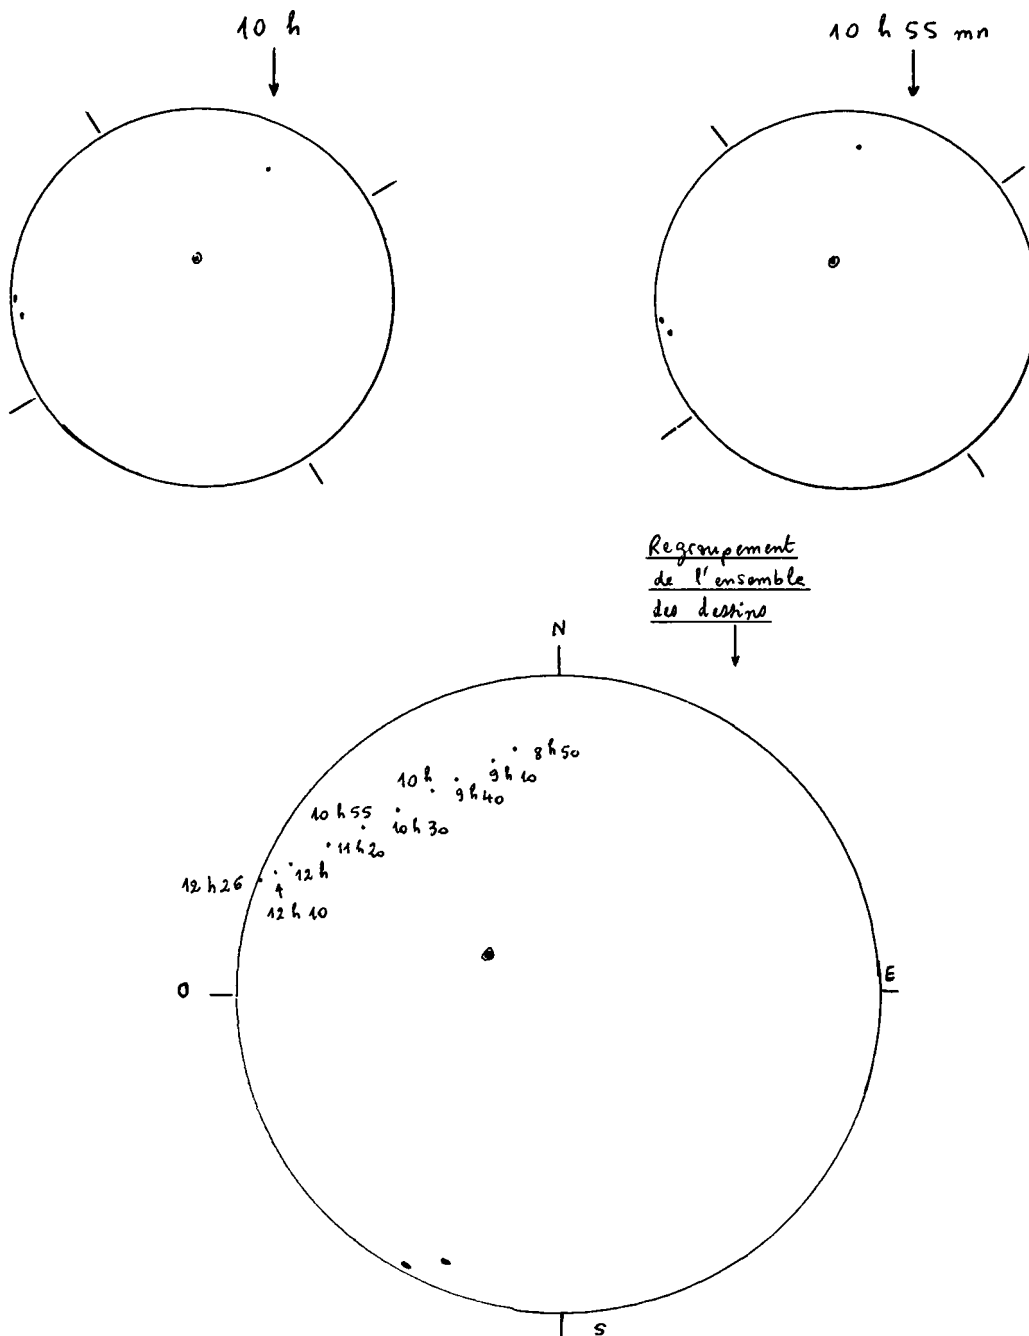 10 h
10 h 55 mn
Regroupement
de l'ensemble
des dessins
N
8 h 50
9 h 10
10 h
9 h 40
10 h 55
10 h 30
11 h 20
12 h
12 h 26
12 h 10
O
E
S